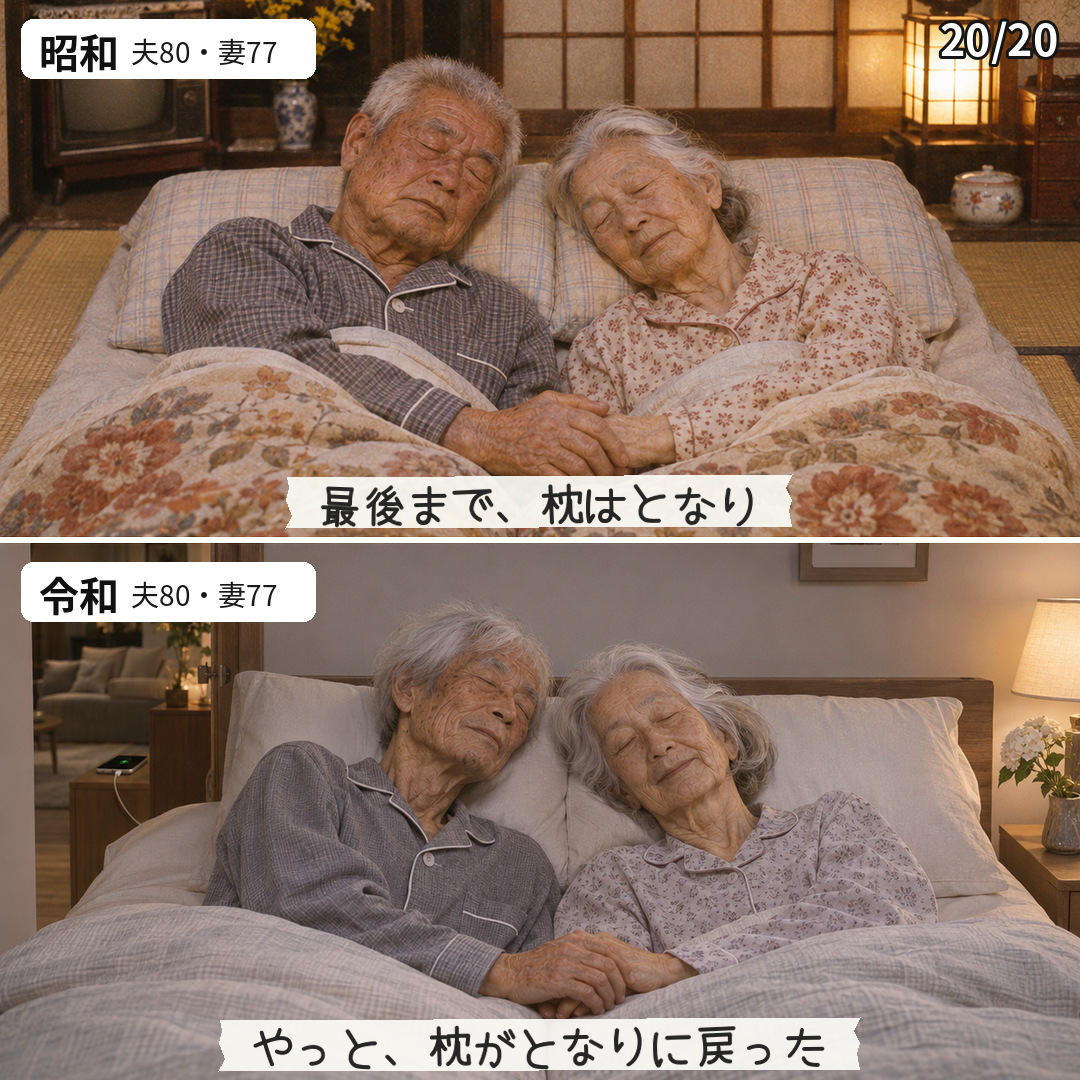 昭和 夫80・妻77
20/20
最後まで、枕はとなり
令和 夫80・妻77
やっと、枕がとなりに戻った